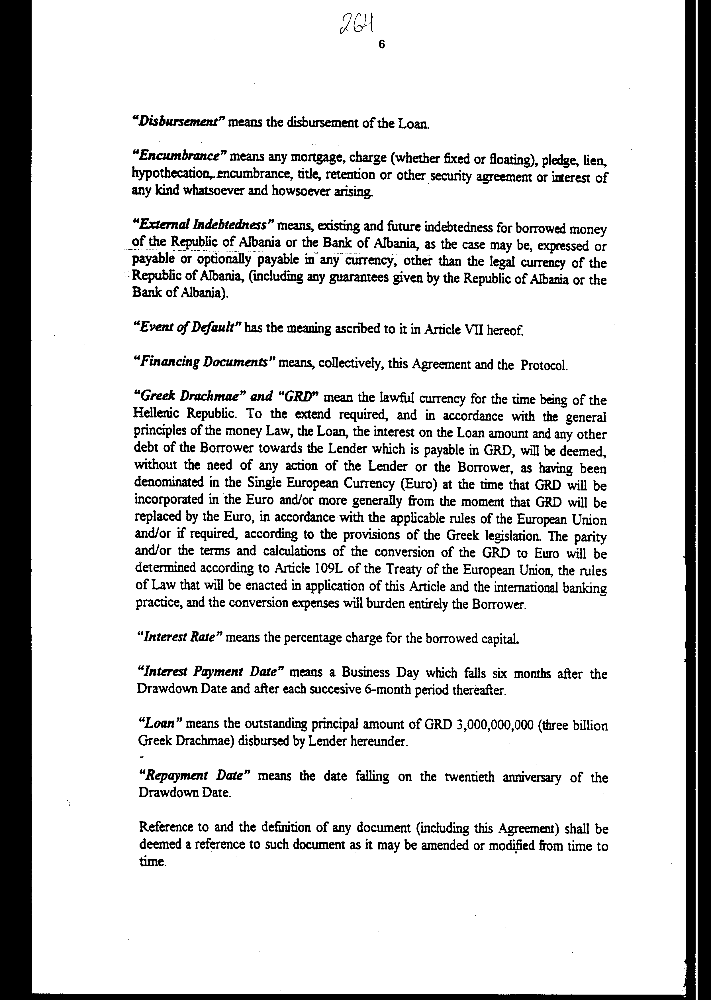 264
6
“Disbursement” means the disbursement of the Loan.
“Encumbrance” means any mortgage, charge (whether fixed or floating), pledge, lien,
hypothecation, encumbrance, title, retention or other security agreement or interest of
any kind whatsoever and howsoever arising.
“External Indebtedness” means, existing and future indebtedness for borrowed money
of the Republic of Albania or the Bank of Albania, as the case may be, expressed or
payable or optionally payable in any currency, other than the legal currency of the
Republic of Albania, (including any guarantees given by the Republic of Albania or the
Bank of Albania).
“Event of Default” has the meaning ascribed to it in Article VII hereof.
“Financing Documents” means, collectively, this Agreement and the Protocol.
“Greek Drachmae” and “GRD” mean the lawful currency for the time being of the
Hellenic Republic. To the extend required, and in accordance with the general
principles of the money Law, the Loan, the interest on the Loan amount and any other
debt of the Borrower towards the Lender which is payable in GRD, will be deemed,
without the need of any action of the Lender or the Borrower, as having been
denominated in the Single European Currency (Euro) at the time that GRD will be
incorporated in the Euro and/or more generally from the moment that GRD will be
replaced by the Euro, in accordance with the applicable rules of the European Union
and/or if required, according to the provisions of the Greek legislation. The parity
and/or the terms and calculations of the conversion of the GRD to Euro will be
determined according to Article 109L of the Treaty of the European Union, the rules
of Law that will be enacted in application of this Article and the international banking
practice, and the conversion expenses will burden entirely the Borrower.
“Interest Rate” means the percentage charge for the borrowed capital.
“Interest Payment Date” means a Business Day which falls six months after the
Drawdown Date and after each succesive 6-month period thereafter.
“Loan” means the outstanding principal amount of GRD 3,000,000,000 (three billion
Greek Drachmae) disbursed by Lender hereunder.
“Repayment Date” means the date falling on the twentieth anniversary of the
Drawdown Date.
Reference to and the definition of any document (including this Agreement) shall be
deemed a reference to such document as it may be amended or modified from time to
time.